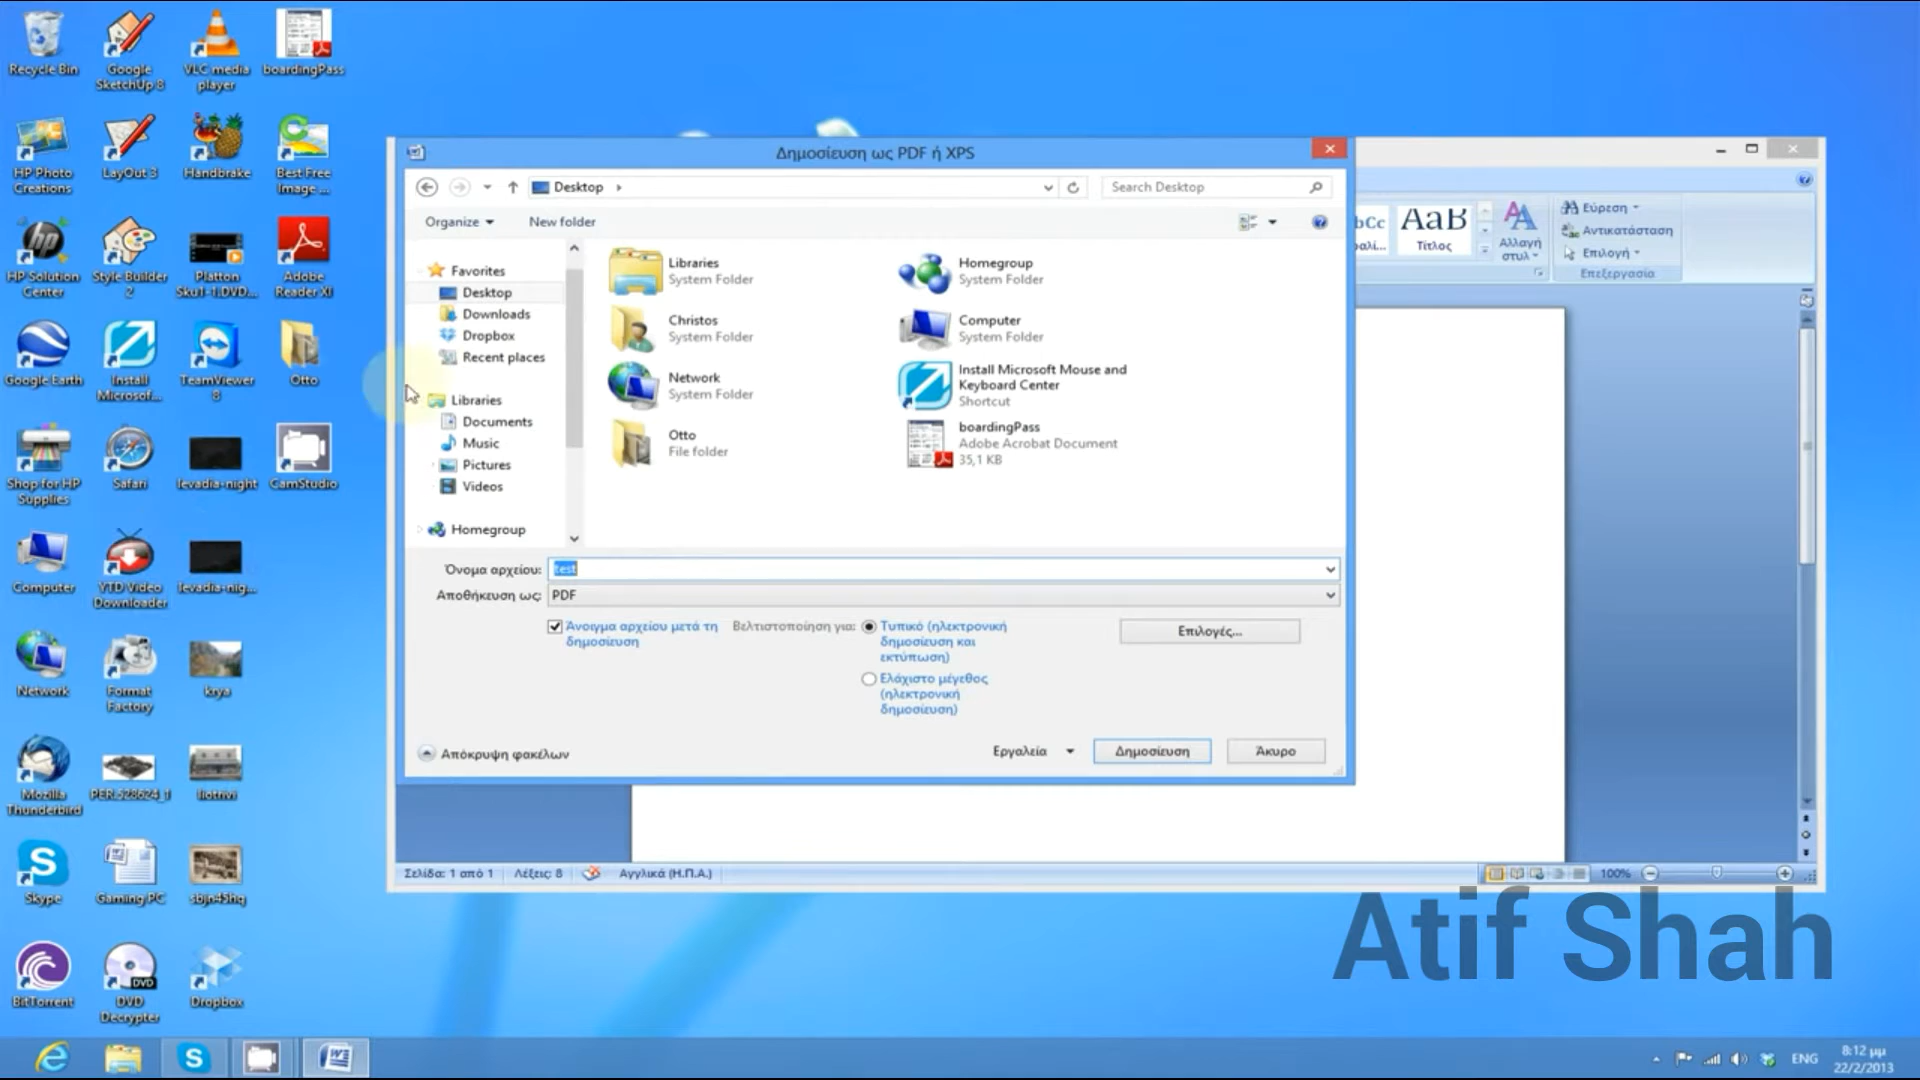 Recycle Bin
Google SketchUp 8
VLC media player
boardingPass
HP Photo Creations
LayOut 3
Handbrake
Best Free Image ...
HP Solution Center
Style Builder 2
Platton Sku1-1.DVD...
Adobe Reader XI
Google Earth
Install Microsof...
TeamViewer 8
Otto
Shop for HP Supplies
Safari
levadia-night
CamStudio
Computer
YTD Video Downloader
levadia-nig...
Network
Format Factory
krya
Mozilla Thunderbird
PER.528624_1
Skype
Gaming PC
BitTorrent
DVD Decrypter
Dropbox
Δημοσίευση ως PDF ή XPS
Desktop
Search Desktop
Organize
New folder
Favorites
Desktop
Downloads
Dropbox
Recent places
Libraries
Documents
Music
Pictures
Videos
Homegroup
Libraries
System Folder
Homegroup
System Folder
Christos
System Folder
Computer
System Folder
Network
System Folder
Install Microsoft Mouse and
Keyboard Center
Shortcut
Otto
File folder
boardingPass
Adobe Acrobat Document
35,1 KB
Όνομα αρχείου: test
Αποθήκευση ως: PDF
Άνοιγμα αρχείου μετά τη
δημοσίευση
Βελτιστοποίηση για:
Τυπικό (ηλεκτρονική
δημοσίευση και
εκτύπωση)
Ελάχιστο μέγεθος
(ηλεκτρονική
δημοσίευση)
Επιλογές...
Απόκρυψη φακέλων
Εργαλεία
Δημοσίευση
Άκυρο
AaB
Τίτλος
Αλλαγή
στυλ
Εύρεση
Αντικατάσταση
Επιλογή
Επεξεργασία
Σελίδα: 1 από 1
Λέξεις: 8
Αγγλικά (Η.Π.Α.)
100%
Atif Shah
ENG
8:12 μμ
22/2/2013